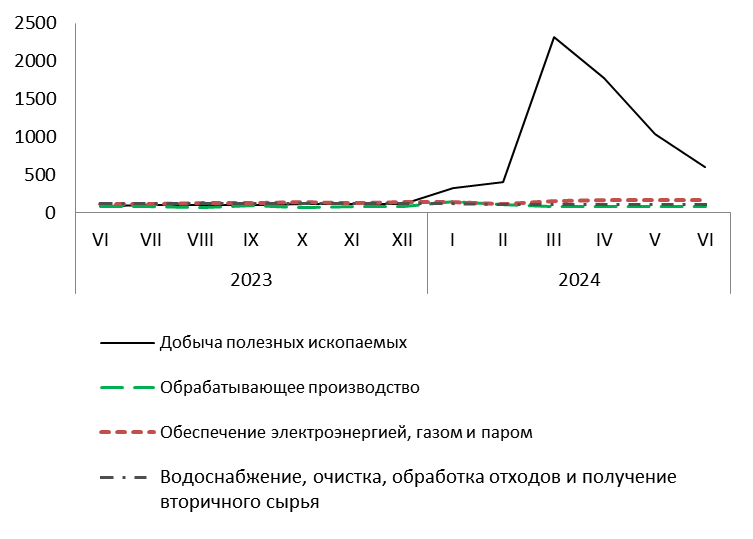 2500
2000
1500
1000
500
0
VI VII VIII IX X XI XII I II III IV V VI
2023 2024
Добыча полезных ископаемых
Обрабатывающее производство
Обеспечение электроэнергией, газом и паром
Водоснабжение, очистка, обработка отходов и получение
вторичного сырья